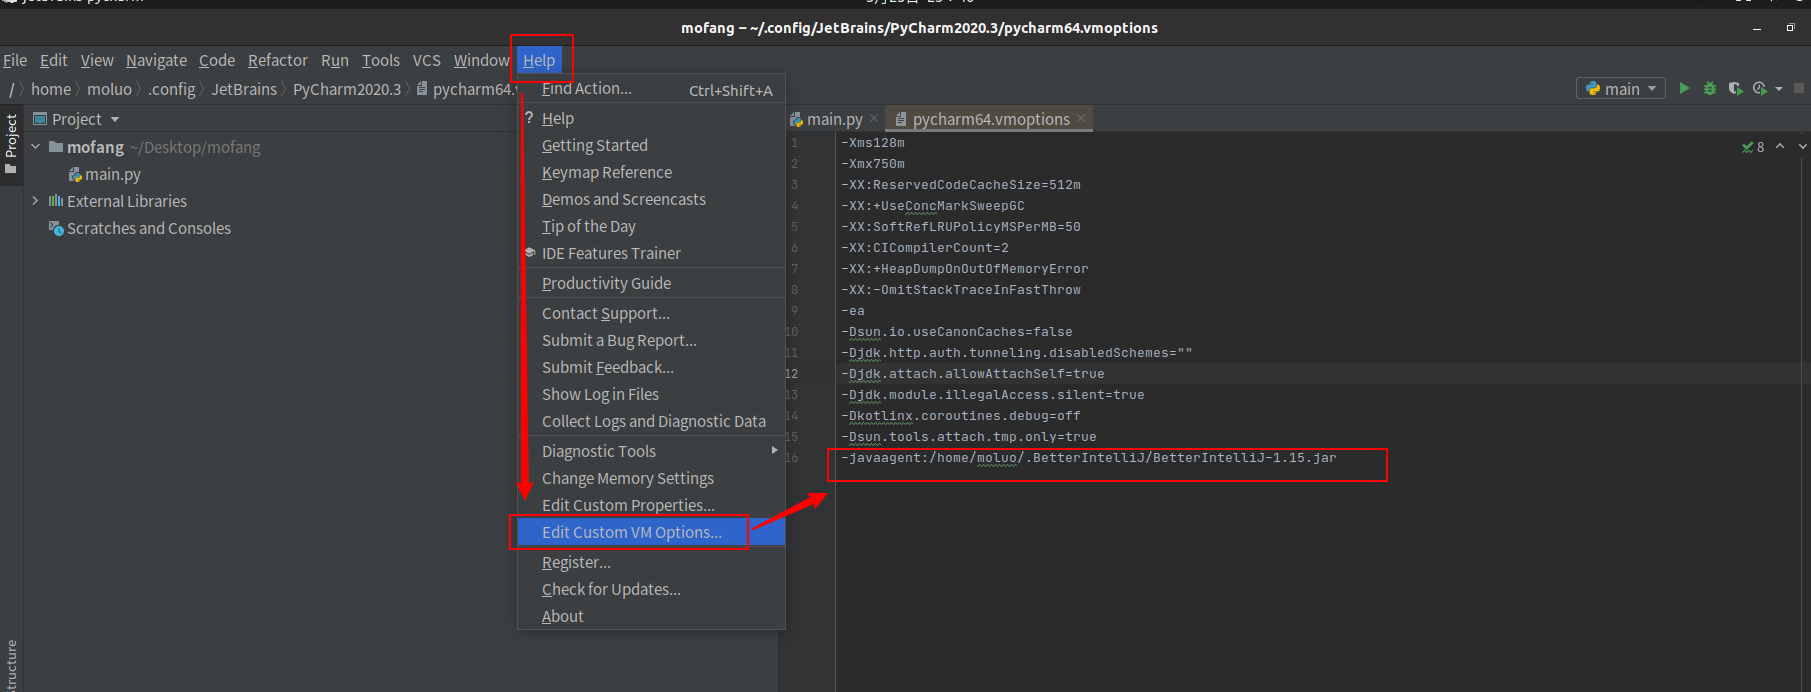 mofang – ~/.config/JetBrains/PyCharm2020.3/pycharm64.vmoptions
File Edit View Navigate Code Refactor Run Tools VCS Window Help
/ home moluo .config JetBrains PyCharm2020.3 pycharm64.
main
Project
Project
mofang ~/Desktop/mofang
main.py
External Libraries
Scratches and Consoles
Structure
Find Action... Ctrl+Shift+A
? Help
Getting Started
Keymap Reference
Demos and Screencasts
Tip of the Day
IDE Features Trainer
Productivity Guide
Contact Support...
Submit a Bug Report...
Submit Feedback...
Show Log in Files
Collect Logs and Diagnostic Data
Diagnostic Tools
Change Memory Settings
Edit Custom Properties...
Edit Custom VM Options...
Register...
Check for Updates...
About
main.py pycharm64.vmoptions
8
1 -Xms128m
2 -Xmx750m
3 -XX:ReservedCodeCacheSize=512m
4 -XX:+UseConcMarkSweepGC
5 -XX:SoftRefLRUPolicyMSPerMB=50
6 -XX:CICompilerCount=2
7 -XX:+HeapDumpOnOutOfMemoryError
8 -XX:-OmitStackTraceInFastThrow
9 -ea
10 -Dsun.io.useCanonCaches=false
11 -Djdk.http.auth.tunneling.disabledSchemes=""
12 -Djdk.attach.allowAttachSelf=true
13 -Djdk.module.illegalAccess.silent=true
14 -Dkotlinx.coroutines.debug=off
15 -Dsun.tools.attach.tmp.only=true
16 -javaagent:/home/moluo/.BetterIntelliJ/BetterIntelliJ-1.15.jar